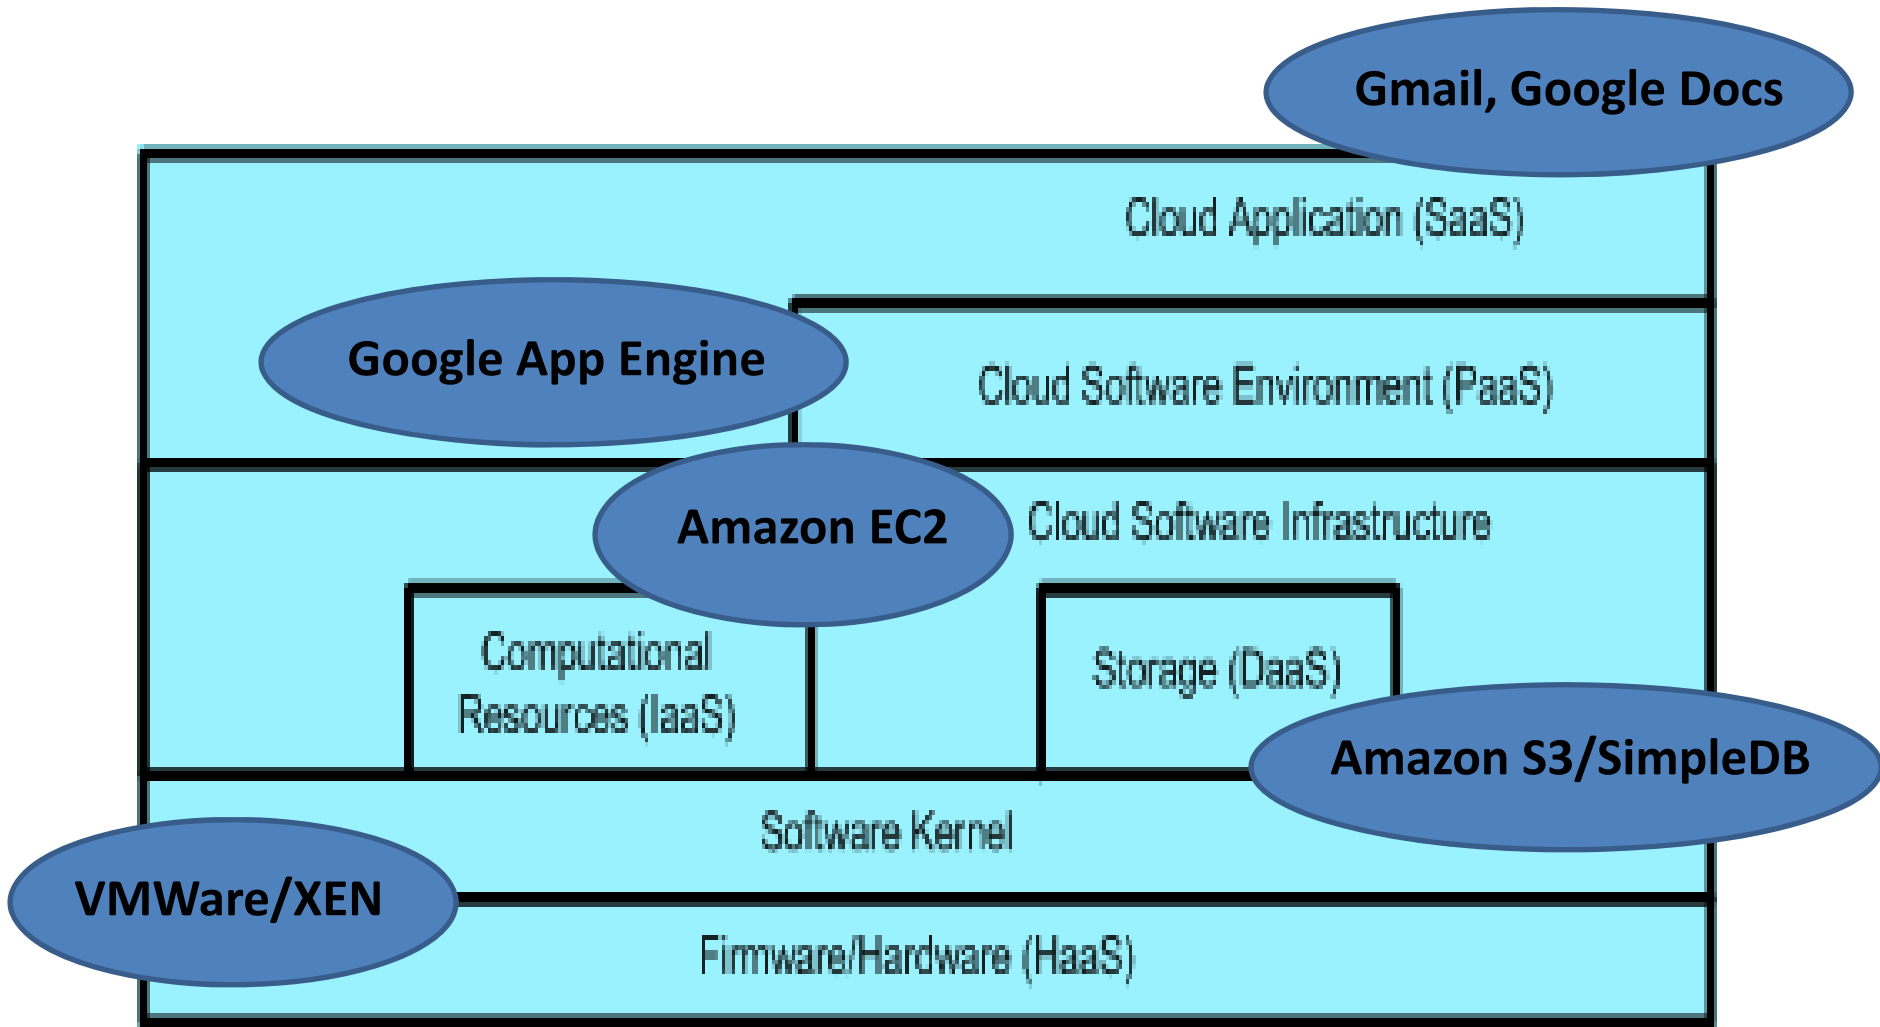 Gmail, Google Docs
Cloud Application (SaaS)
Google App Engine
Cloud Software Environment (PaaS)
Amazon EC2
Cloud Software Infrastructure
Computational
Resources (IaaS)
Storage (DaaS)
Amazon S3/SimpleDB
Software Kernel
VMWare/XEN
Firmware/Hardware (HaaS)